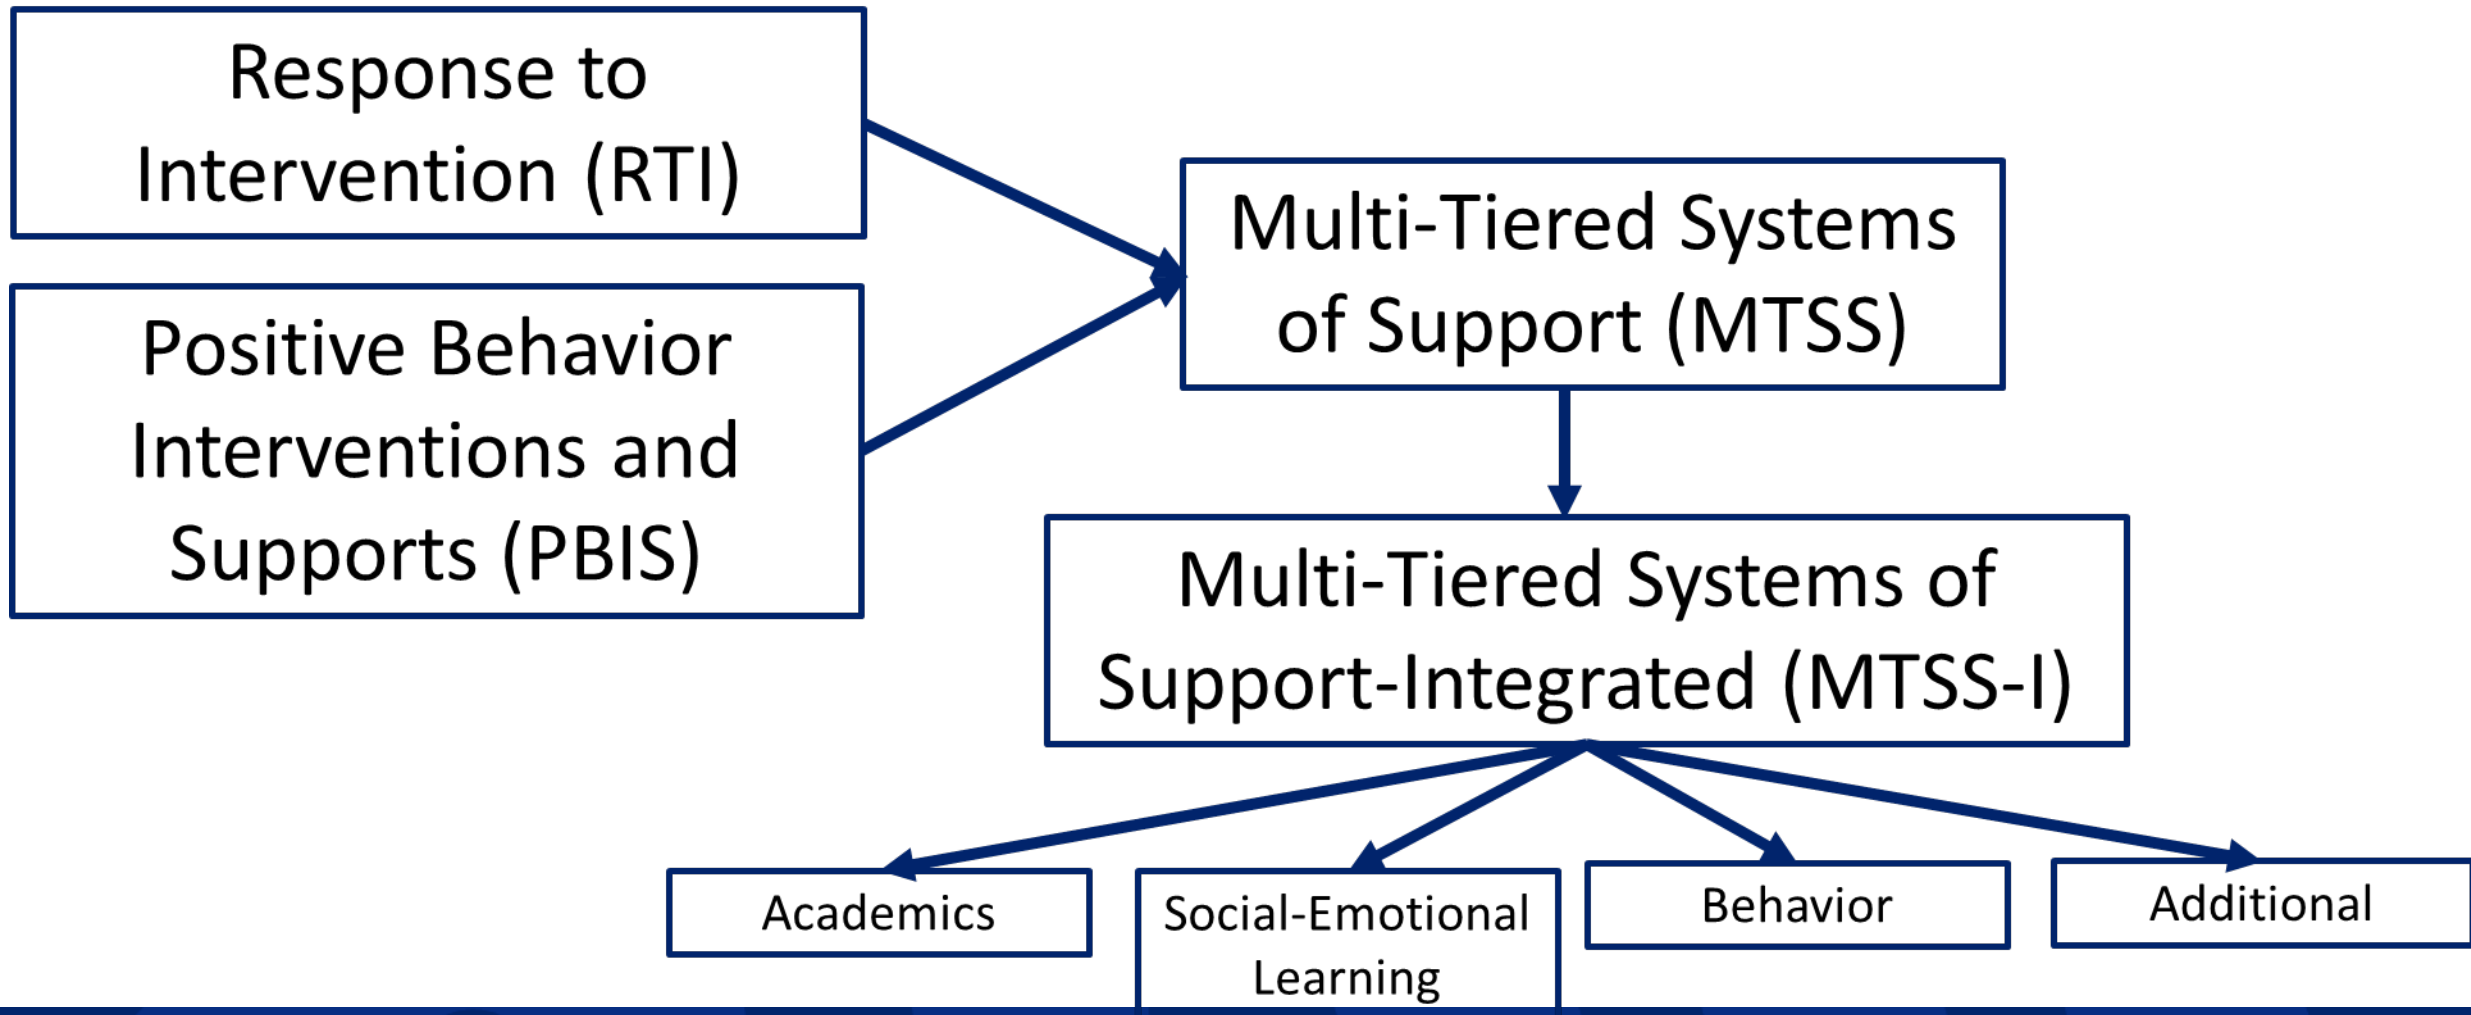 Response to
Intervention (RTI)
Positive Behavior
Interventions and
Supports (PBIS)
Multi-Tiered Systems
of Support (MTSS)
Multi-Tiered Systems of
Support-Integrated (MTSS-I)
Academics
Social-Emotional
Learning
Behavior
Additional